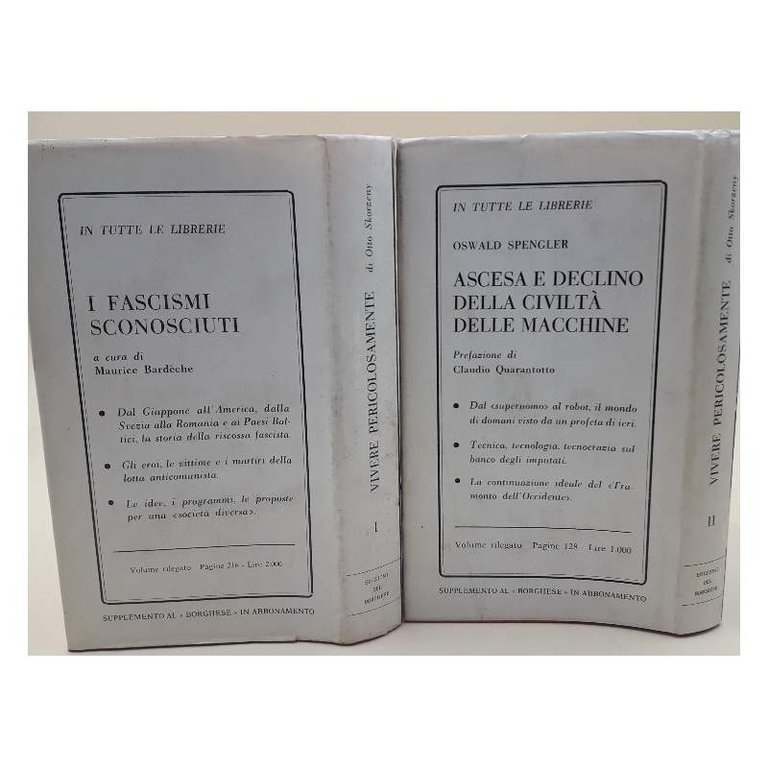 IN TUTTE LE LIBRERIE
I FASCISMI
SCONOSCIUTI
a cura di
Maurice Bardèche
• Dal Giappone all'America, dalla
Svezia alla Romania e ai Paesi Bal-
tici, la storia della riscossa fascista.
• Gli eroi, le vittime e i martiri della
lotta anticomunista.
• Le idee, i programmi, le proposte
per una «società diversa».
Volume rilegato - Pagine 216 - Lire 2.000
SUPPLEMENTO AL « BORGHESE » IN ABBONAMENTO
VIVERE PERICOLOSAMENTE di Otto Skorzeny
I
EDIZIONI
DEL
BORGHESE
IN TUTTE LE LIBRERIE
OSWALD SPENGLER
ASCESA E DECLINO
DELLA CIVILTÀ
DELLE MACCHINE
Prefazione di
Claudio Quarantotto
• Dal «superuomo» al robot, il mondo
di domani visto da un profeta di ieri.
• Tecnica, tecnologia, tecnocrazia sul
banco degli imputati.
• La continuazione ideale del «Tra-
monto dell'Occidente».
Volume rilegato - Pagine 128 - Lire 1.000
SUPPLEMENTO AL « BORGHESE » IN ABBONAMENTO
VIVERE PERICOLOSAMENTE di Otto Skorzeny
II
EDIZIONI
DEL
BORGHESE